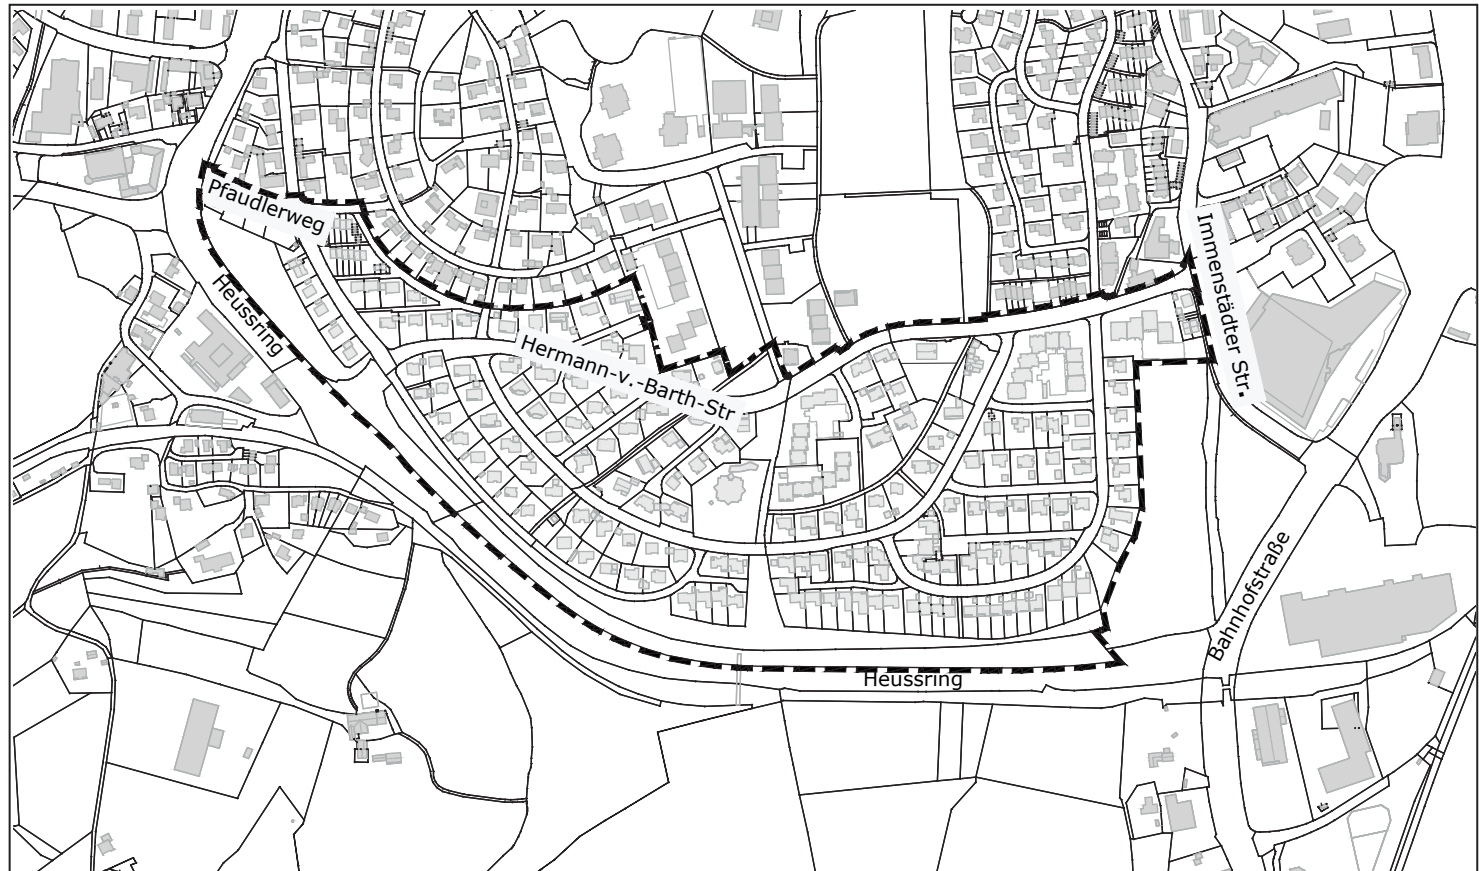 Pfaudlerweg
Heussring
Immenstädter Str.
Hermann-v.-Barth-Str
Bahnhofstraße
Heussring